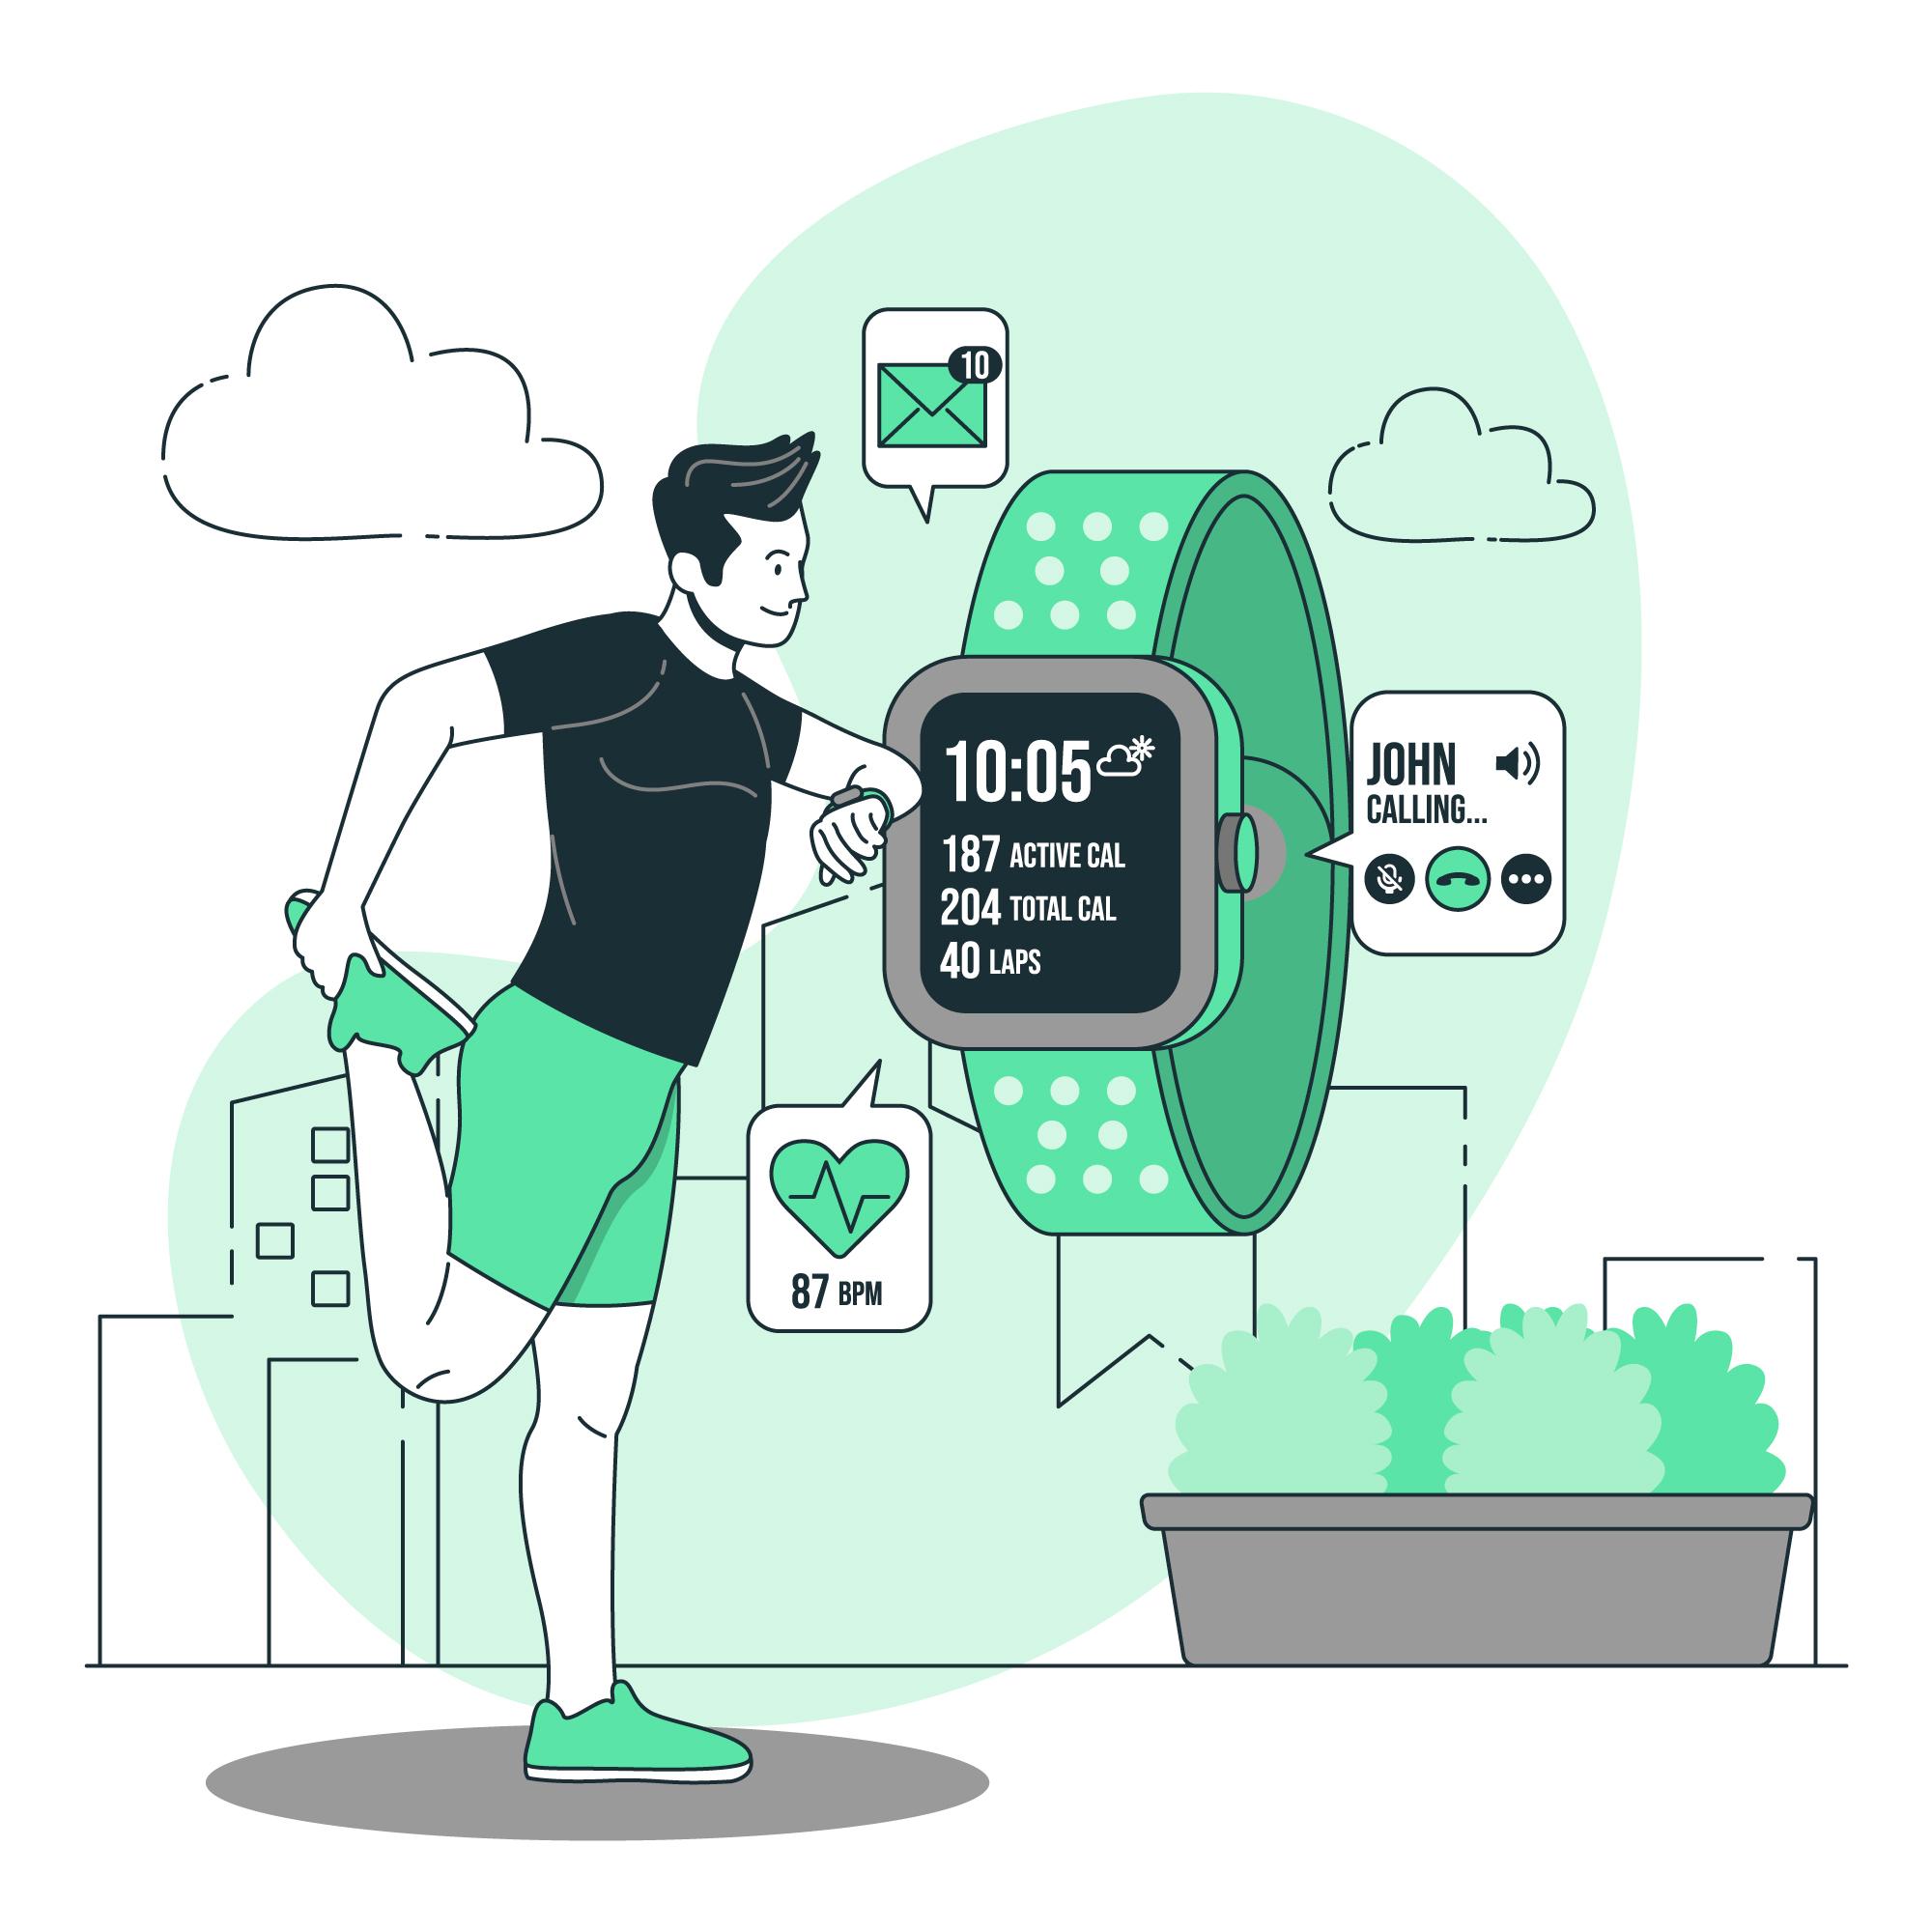 10
10:05
187 ACTIVE CAL
204 TOTAL CAL
40 LAPS
JOHN
CALLING...
87 BPM